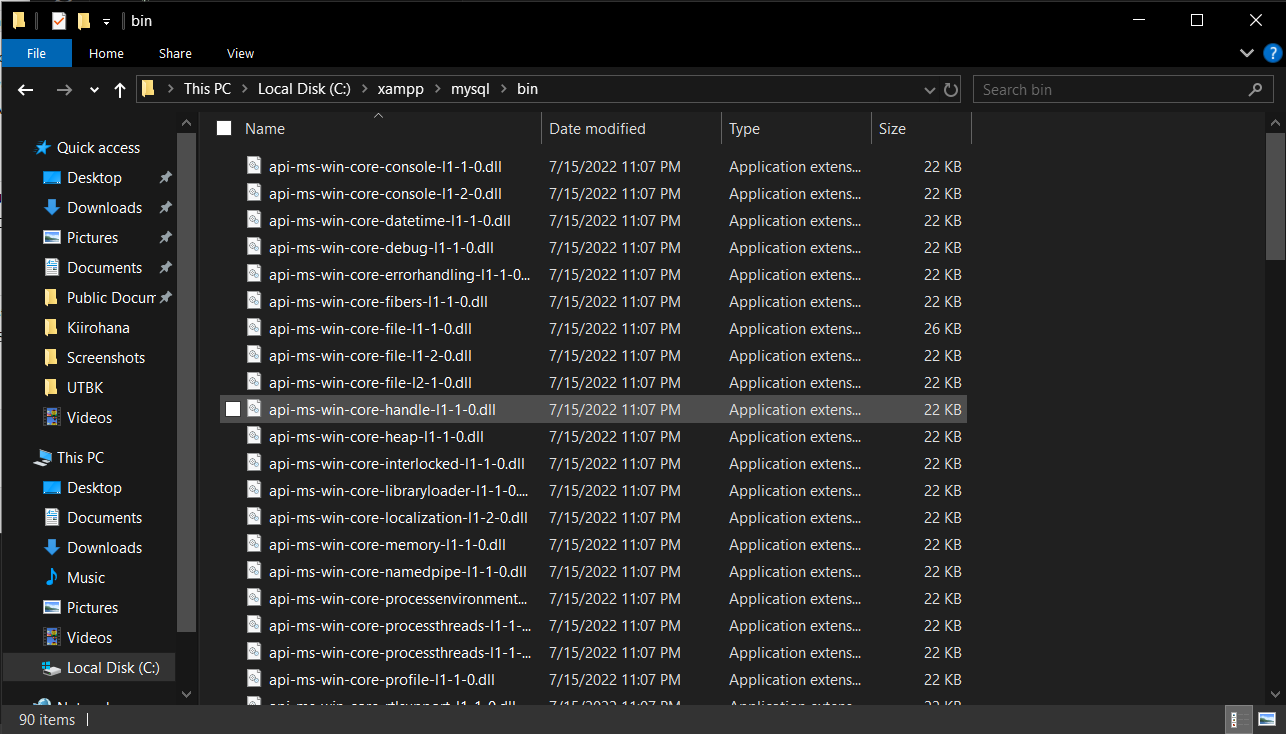 bin
File Home Share View
This PC Local Disk (C:) xampp mysql bin
Search bin
Quick access
Desktop
Downloads
Pictures
Documents
Public Docum
Kiirohana
Screenshots
UTBK
Videos
This PC
Desktop
Documents
Downloads
Music
Pictures
Videos
Local Disk (C:)
Name Date modified Type Size
api-ms-win-core-console-l1-1-0.dll 7/15/2022 11:07 PM Application extens... 22 KB
api-ms-win-core-console-l1-2-0.dll 7/15/2022 11:07 PM Application extens... 22 KB
api-ms-win-core-datetime-l1-1-0.dll 7/15/2022 11:07 PM Application extens... 22 KB
api-ms-win-core-debug-l1-1-0.dll 7/15/2022 11:07 PM Application extens... 22 KB
api-ms-win-core-errorhandling-l1-1-0... 7/15/2022 11:07 PM Application extens... 22 KB
api-ms-win-core-fibers-l1-1-0.dll 7/15/2022 11:07 PM Application extens... 22 KB
api-ms-win-core-file-l1-1-0.dll 7/15/2022 11:07 PM Application extens... 26 KB
api-ms-win-core-file-l1-2-0.dll 7/15/2022 11:07 PM Application extens... 22 KB
api-ms-win-core-file-l2-1-0.dll 7/15/2022 11:07 PM Application extens... 22 KB
api-ms-win-core-handle-l1-1-0.dll 7/15/2022 11:07 PM Application extens... 22 KB
api-ms-win-core-heap-l1-1-0.dll 7/15/2022 11:07 PM Application extens... 22 KB
api-ms-win-core-interlocked-l1-1-0.dll 7/15/2022 11:07 PM Application extens... 22 KB
api-ms-win-core-libraryloader-l1-1-0.... 7/15/2022 11:07 PM Application extens... 22 KB
api-ms-win-core-localization-l1-2-0.dll 7/15/2022 11:07 PM Application extens... 22 KB
api-ms-win-core-memory-l1-1-0.dll 7/15/2022 11:07 PM Application extens... 22 KB
api-ms-win-core-namedpipe-l1-1-0.dll 7/15/2022 11:07 PM Application extens... 22 KB
api-ms-win-core-processenvironment... 7/15/2022 11:07 PM Application extens... 22 KB
api-ms-win-core-processthreads-l1-1-... 7/15/2022 11:07 PM Application extens... 22 KB
api-ms-win-core-processthreads-l1-1-... 7/15/2022 11:07 PM Application extens... 22 KB
api-ms-win-core-profile-l1-1-0.dll 7/15/2022 11:07 PM Application extens... 22 KB
90 items